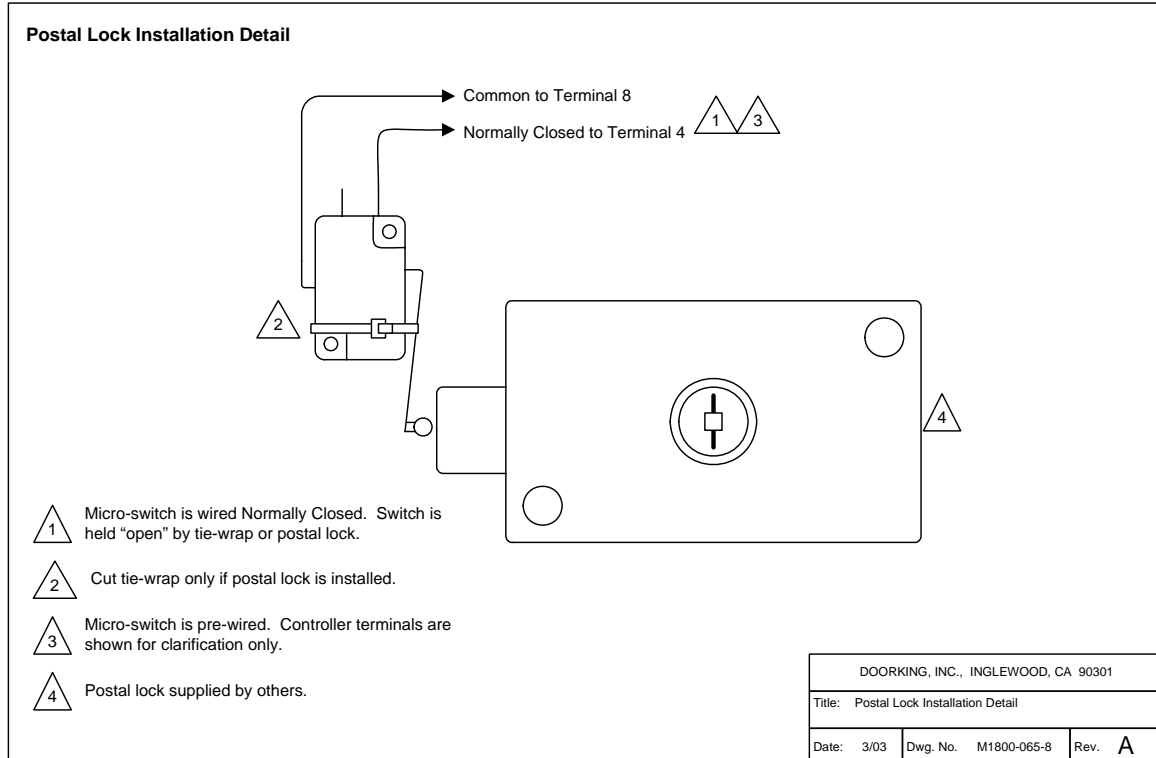 Postal Lock Installation Detail
Common to Terminal 8
Normally Closed to Terminal 4
1 3
2
4
1 Micro-switch is wired Normally Closed. Switch is
held “open” by tie-wrap or postal lock.
2 Cut tie-wrap only if postal lock is installed.
3 Micro-switch is pre-wired. Controller terminals are
shown for clarification only.
4 Postal lock supplied by others.
DOORKING, INC., INGLEWOOD, CA 90301
Title: Postal Lock Installation Detail
Date: 3/03 Dwg. No. M1800-065-8 Rev. A